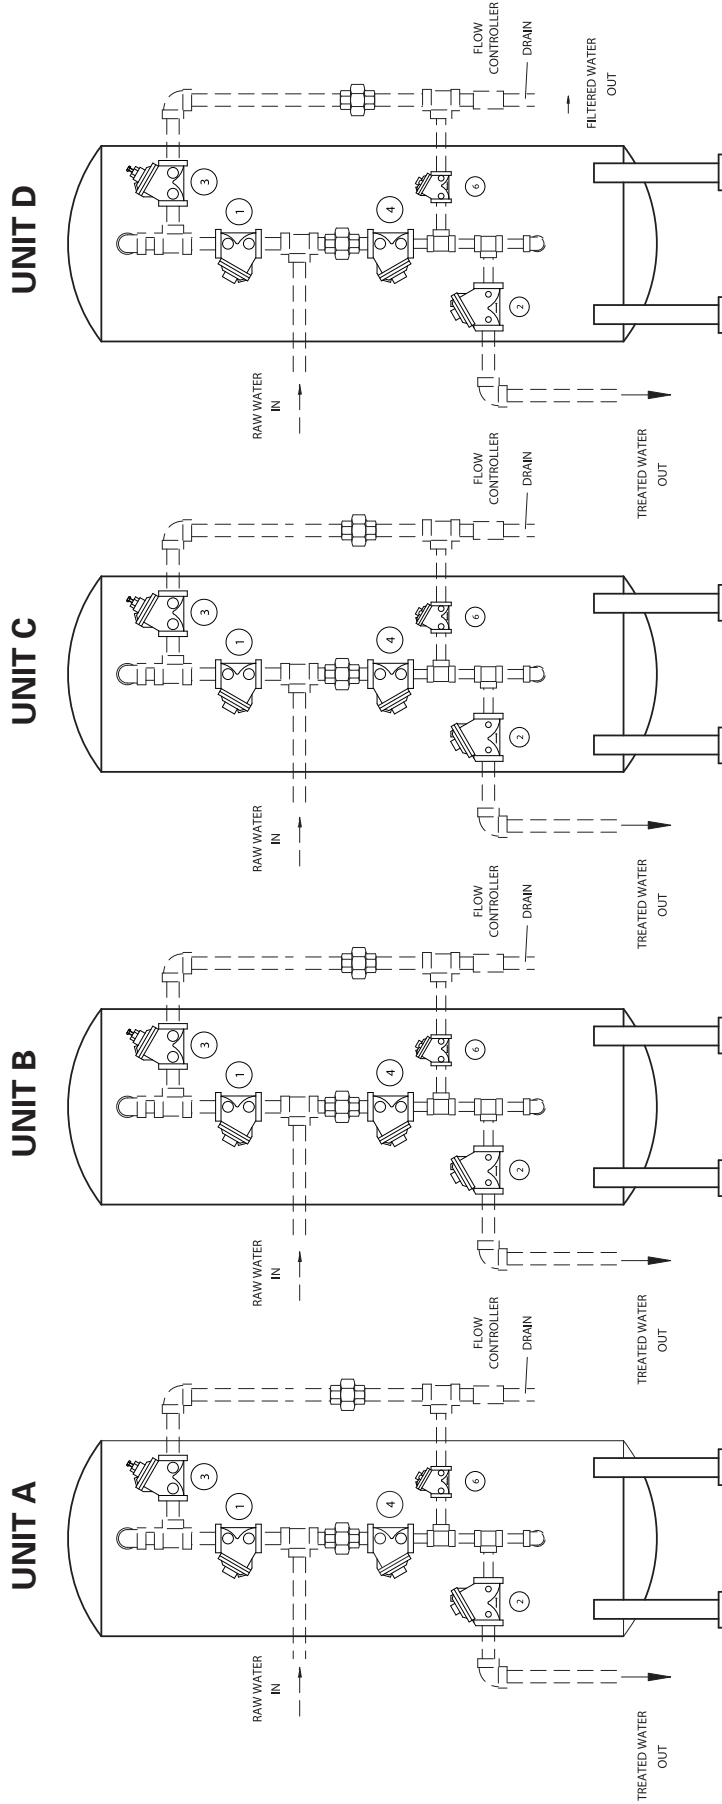 UNIT A
3
1
RAW WATER
IN
4
6
FLOW
CONTROLLER
2
DRAIN
TREATED WATER
OUT
UNIT B
3
1
RAW WATER
IN
4
6
FLOW
CONTROLLER
2
DRAIN
TREATED WATER
OUT
UNIT C
3
1
RAW WATER
IN
4
6
FLOW
CONTROLLER
2
DRAIN
TREATED WATER
OUT
UNIT D
3
1
RAW WATER
IN
4
6
FLOW
CONTROLLER
2
DRAIN
FILTERED WATER
OUT
TREATED WATER
OUT